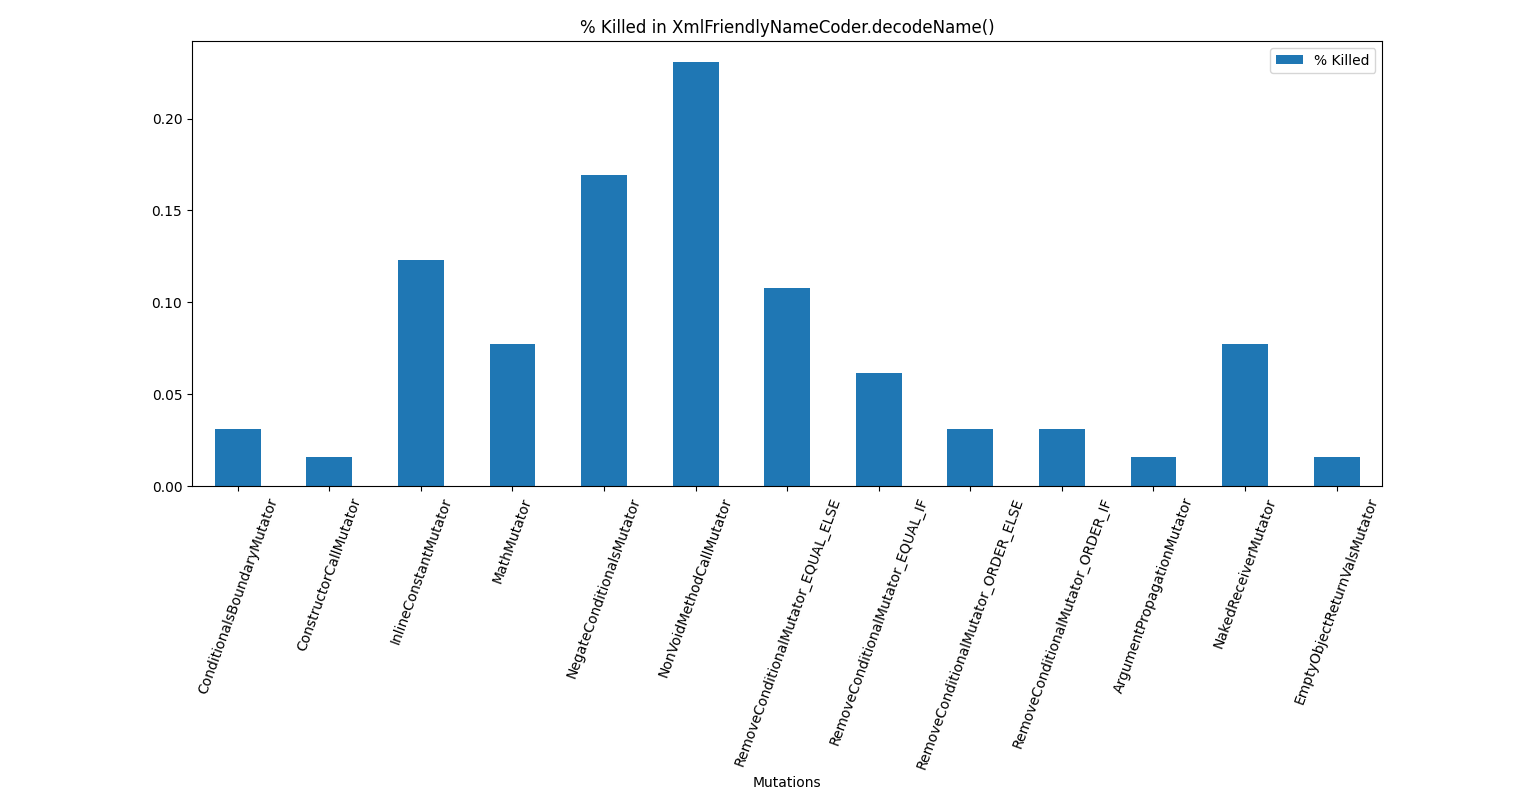 % Killed in XmlFriendlyNameCoder.decodeName()
% Killed
0.20
0.15
0.10
0.05
0.00
ConditionalsBoundaryMutator
ConstructorCallMutator
InlineConstantMutator
MathMutator
NegateConditionalsMutator
NonVoidMethodCallMutator
RemoveConditionalMutator_EQUAL_ELSE
RemoveConditionalMutator_EQUAL_IF
RemoveConditionalMutator_ORDER_ELSE
RemoveConditionalMutator_ORDER_IF
ArgumentPropagationMutator
NakedReceiverMutator
EmptyObjectReturnValsMutator
Mutations